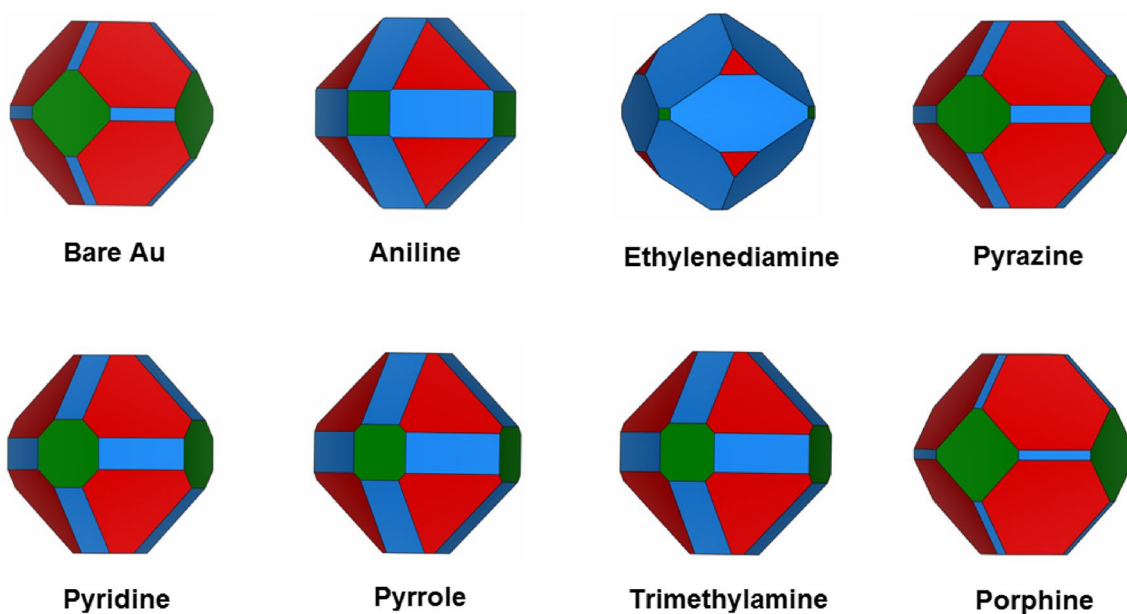 Bare Au
Aniline
Ethylenediamine
Pyrazine
Pyridine
Pyrrole
Trimethylamine
Porphine